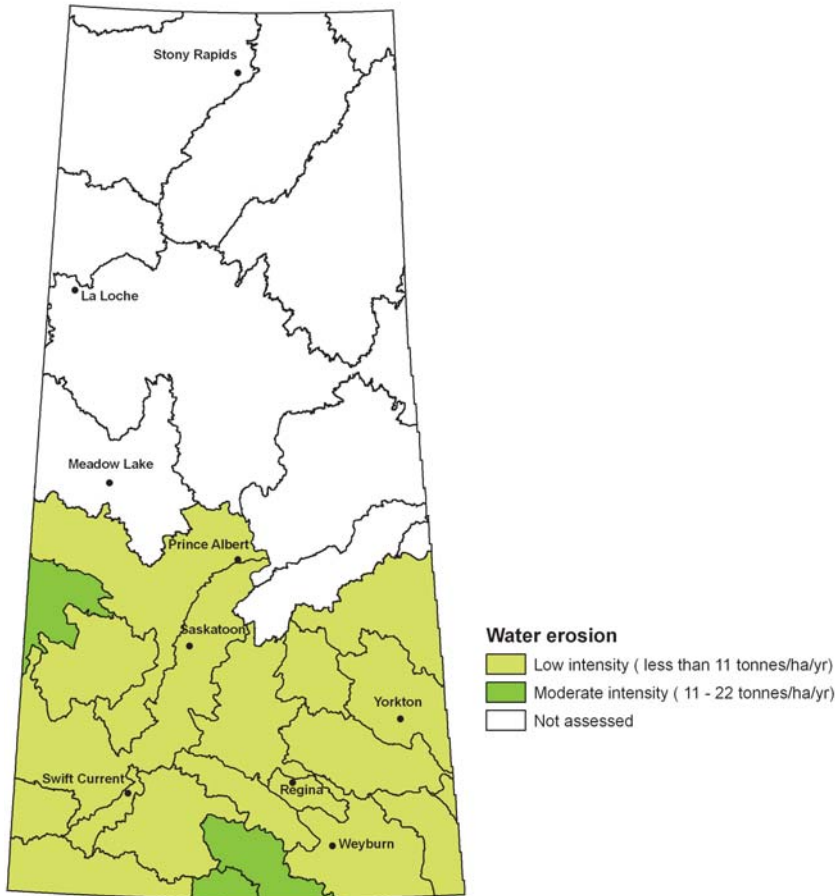 Stony Rapids
La Loche
Meadow Lake
Prince Albert
Saskatoon
Yorkton
Swift Current
Regina
Weyburn
Water erosion
Low intensity ( less than 11 tonnes/ha/yr)
Moderate intensity ( 11 - 22 tonnes/ha/yr)
Not assessed